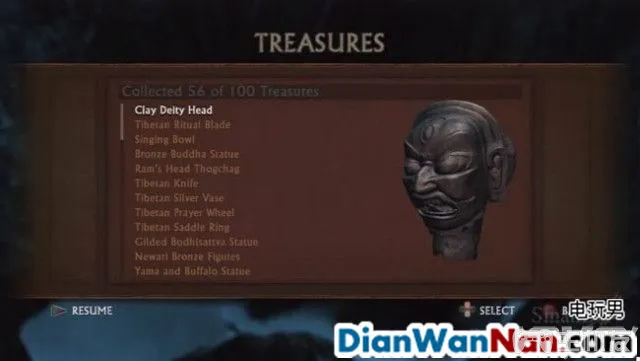 TREASURES
Collected 56 of 100 Treasures
Clay Deity Head
Tibetan Ritual Blade
Singing Bowl
Bronze Buddha Statue
Ram's Head Thogchag
Tibetan Knife
Tibetan Silver Vase
Tibetan Prayer Wheel
Tibetan Saddle Ring
Gilded Bodhisattva Statue
Newari Bronze Figures
Yama and Buffalo Statue
RESUME
SELECT
电玩男
DianWanNan.com